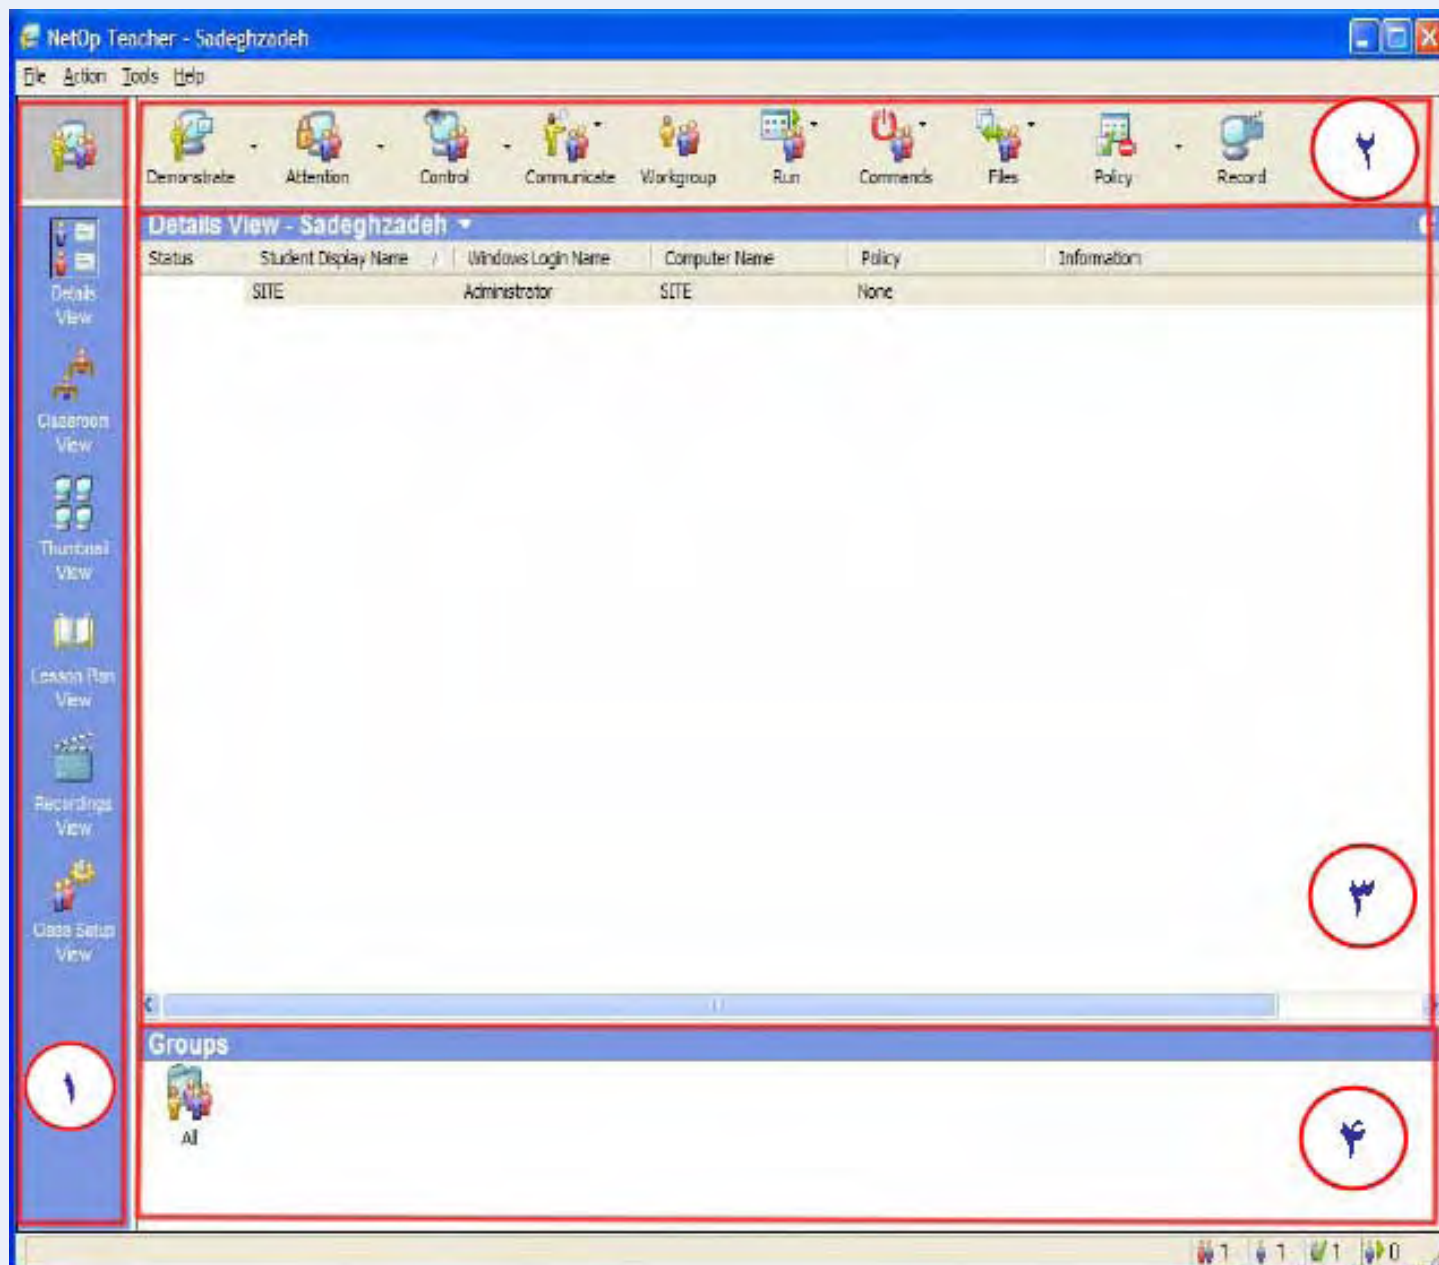 NetOp Teacher - Sadeghzadeh
File Action Tools Help
Demonstrate Attention Control Communicate Workgroup Run Commands Files Policy Record
۲
Details View - Sadeghzadeh
Status Student Display Name / Windows Login Name Computer Name Policy Information
SITE Administrator SITE None
Details
View
Classroom
View
Thumbnail
View
Lesson Plan
View
Recordings
View
Class Setup
View
۳
Groups
۱
All
۴
1 1 1 0